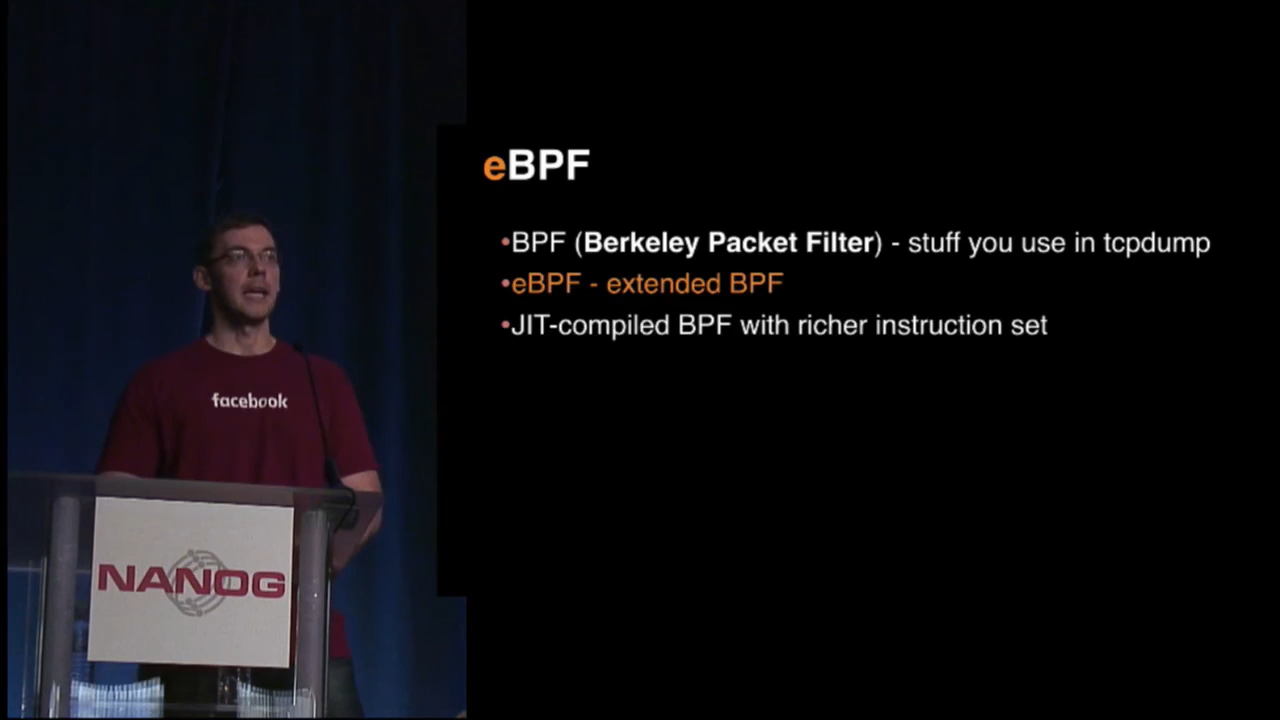 eBPF
•BPF (Berkeley Packet Filter) - stuff you use in tcpdump
•eBPF - extended BPF
•JIT-compiled BPF with richer instruction set
facebook
NANOG